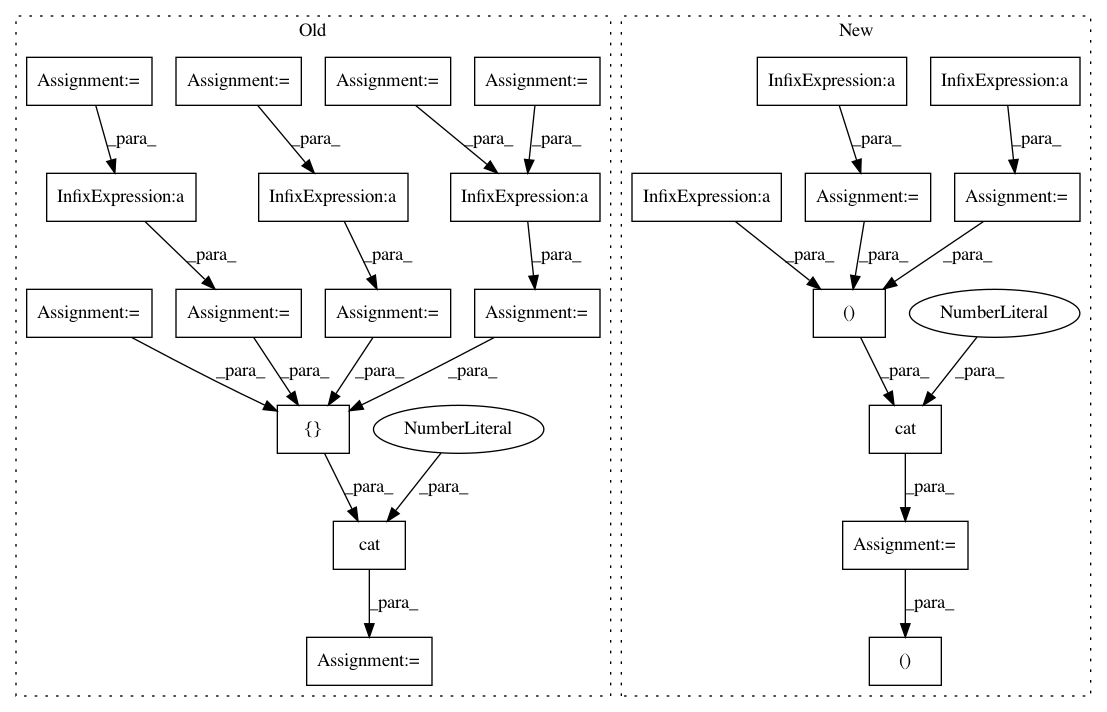 Old
New
Assignment:=
Assignment:=
Assignment:=
Assignment:=
InfixExpression:a
InfixExpression:a
_para_
_para_
_para_
_para_
_para_
_para_
InfixExpression:a
InfixExpression:a
InfixExpression:a
InfixExpression:a
Assignment:=
Assignment:=
_para_
_para_
_para_
_para_
_para_
_para_
Assignment:=
Assignment:=
Assignment:=
Assignment:=
()
NumberLiteral
_para_
_para_
_para_
_para_
_para_
_para_
{}
NumberLiteral
cat
_para_
_para_
_para_
cat
Assignment:=
_para_
_para_
Assignment:=
()